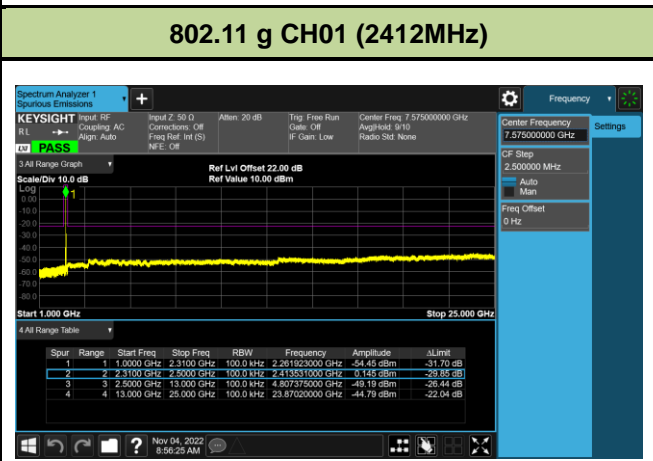 802.11 g CH01 (2412MHz)
Spectrum Analyzer 1
Spurious Emissions
+
Frequency
KEYSIGHT
R L
LXI
PASS
Input: RF
Coupling: AC
Align: Auto
Input Z: 50 Ω
Corrections: Off
Freq Ref: Int (S)
NFE: Off
Atten: 20 dB
Trig: Free Run
Gate: Off
IF Gain: Low
Center Freq: 7.575000000 GHz
Avg|Hold: 9/10
Radio Std: None
Center Frequency
7.575000000 GHz
Settings
CF Step
2.500000 MHz
Auto
Man
Freq Offset
0 Hz
3 All Range Graph
Scale/Div 10.0 dB
Ref Lvl Offset 22.00 dB
Ref Value 10.00 dBm
Log
1
0.00
-10.0
-20.0
-30.0
-40.0
-50.0
-60.0
-70.0
-80.0
Start 1.000 GHz
Stop 25.000 GHz
4 All Range Table
Spur Range Start Freq Stop Freq RBW Frequency Amplitude ΔLimit
1 1 1.0000 GHz 2.3100 GHz 100.0 kHz 2.261923000 GHz -54.45 dBm -31.70 dB
2 2 2.3100 GHz 2.5000 GHz 100.0 kHz 2.413531000 GHz 0.145 dBm -29.85 dB
3 3 2.5000 GHz 13.000 GHz 100.0 kHz 4.807375000 GHz -49.19 dBm -26.44 dB
4 4 13.000 GHz 25.000 GHz 100.0 kHz 23.87020000 GHz -44.79 dBm -22.04 dB
?
Nov 04, 2022
8:56:25 AM